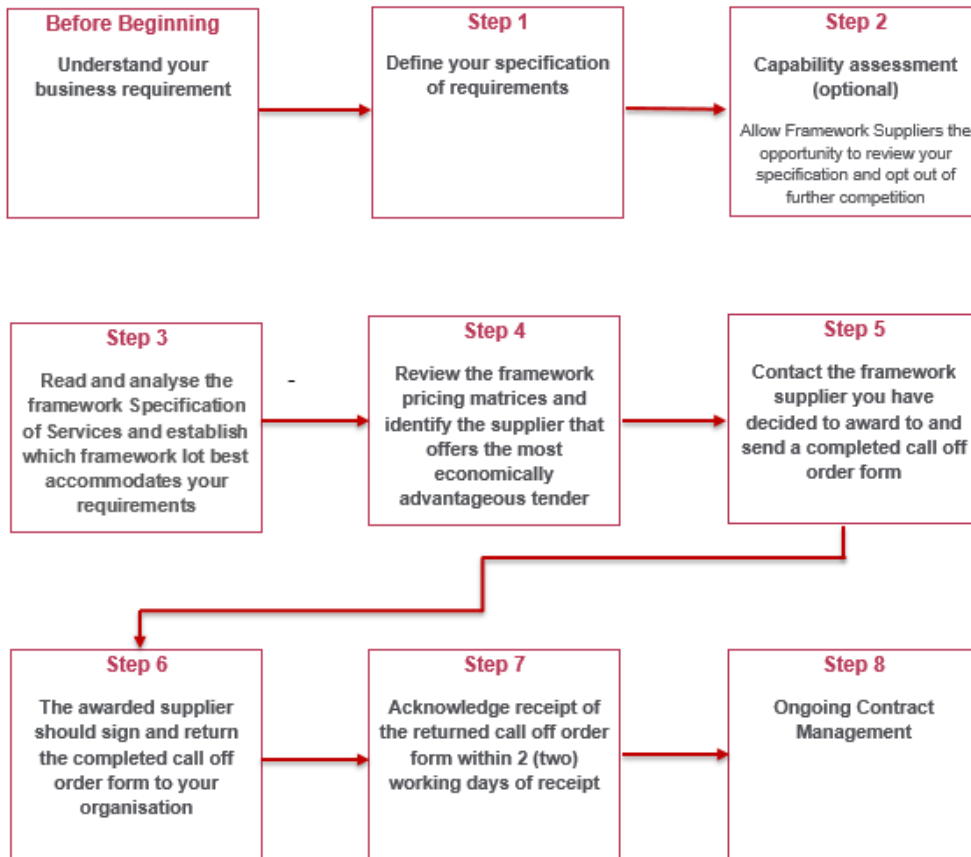 Before Beginning
Understand your
business requirement
Step 1
Define your specification
of requirements
Step 2
Capability assessment
(optional)
Allow Framework Suppliers the
opportunity to review your
specification and opt out of
further competition
Step 3
Read and analyse the
framework Specification
of Services and establish
which framework lot best
accommodates your
requirements
-
Step 4
Review the framework
pricing matrices and
identify the supplier that
offers the most
economically
advantageous tender
Step 5
Contact the framework
supplier you have
decided to award to and
send a completed call off
order form
Step 6
The awarded supplier
should sign and return
the completed call off
order form to your
organisation
Step 7
Acknowledge receipt of
the returned call off order
form within 2 (two)
working days of receipt
Step 8
Ongoing Contract
Management